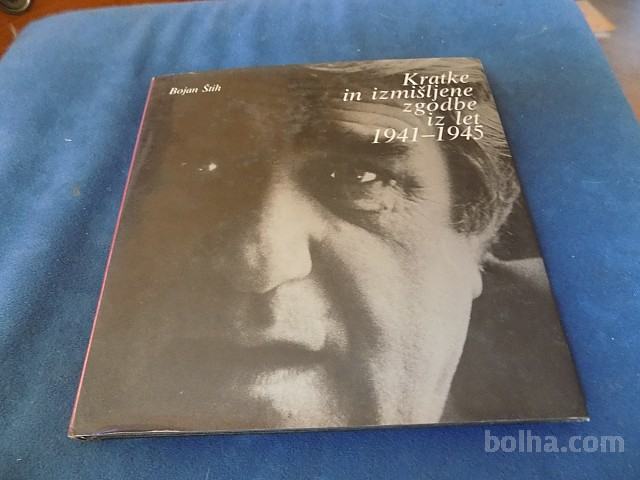 Bojan Štih
Kratke
in izmišljene
zgodbe
iz let
1941–1945
bolha.com